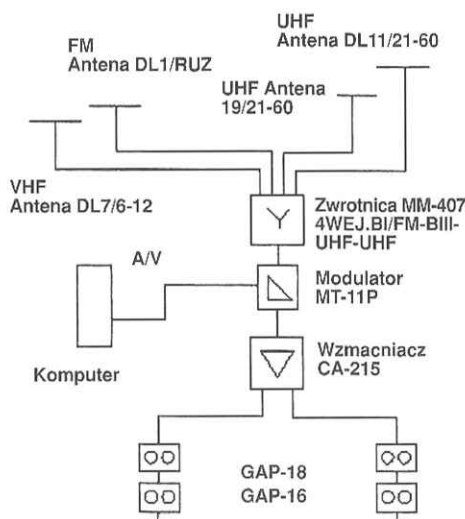 UHF
Antena DL11/21-60
FM
Antena DL1/RUZ
UHF Antena
19/21-60
VHF
Antena DL7/6-12
Zwrotnica MM-407
4WEJ.BI/FM-BIII-
UHF-UHF
A/V
Modulator
MT-11P
Komputer
Wzmacniacz
CA-215
GAP-18
GAP-16